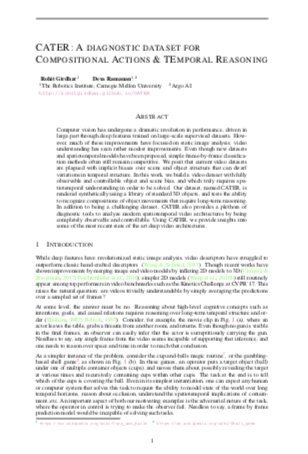 CATER: A DIAGNOSTIC DATASET FOR
COMPOSITIONAL ACTIONS & TEMPORAL REASONING
Rohit Girdhar¹ Deva Ramanan¹,²
¹The Robotics Institute, Carnegie Mellon University ²Argo AI
ABSTRACT
Computer vision has undergone a dramatic revolution in performance, driven in
large part through deep features trained on large-scale supervised datasets. How-
ever, much of these improvements have focused on static image analysis; video
understanding has seen rather modest improvements. Even though new datasets
and spatiotemporal models have been proposed, simple frame-by-frame classifica-
tion methods often still remain competitive. We posit that current video datasets
are plagued with implicit biases over scene and object structure that can dwarf
variations in temporal structure. In this work, we build a video dataset with fully
observable and controllable object and scene bias, and which truly requires spa-
tiotemporal understanding in order to be solved. Our dataset, named CATER, is
rendered synthetically using a library of standard 3D objects, and tests the ability
to recognize compositions of object movements that require long-term reasoning.
In addition to being a challenging dataset, CATER also provides a plethora of
diagnostic tools to analyze modern spatiotemporal video architectures by being
completely observable and controllable. Using CATER, we provide insights into
some of the most recent state of the art deep video architectures.
1 INTRODUCTION
While deep features have revolutionized static image analysis, video descriptors have struggled to
outperform classic hand-crafted descriptors Though recent works have
shown improvements by merging image and video models by inflating 2D models to 3D
simpler 2D models still routinely
appear among top performers in video benchmarks such as the Kinetics Challenge at CVPR'17. This
raises the natural question: are videos trivially understandable by simply averaging the predictions
over a sampled set of frames?
At some level, the answer must be no. Reasoning about high-level cognitive concepts such as
intentions, goals, and causal relations requires reasoning over long-term temporal structure and or-
der Consider, for example, the movie clip in Fig. 1 (a), where an
actor leaves the table, grabs a firearm from another room, and returns. Even though no gun is visible
in the final frames, an observer can easily infer that the actor is surreptitiously carrying the gun.
Needless to say, any single frame from the video seems incapable of supporting that inference, and
one needs to reason over space and time in order to reach that conclusion.
As a simpler instance of the problem, consider the cup-and-balls magic routine¹, or the gambling-
based shell game², as shown in Fig. 1 (b). In these games, an operator puts a target object (ball)
under one of multiple container objects (cups), and moves them about, possibly revealing the target
at various times and recursively containing cups within other cups. The task at the end is to tell
which of the cups is covering the ball. Even in its simplest instantiation, one can expect any human
or computer system that solves this task to require the ability to model state of the world over long
temporal horizons, reason about occlusion, understand the spatiotemporal implications of contain-
ment, etc. An important aspect of both our motivating examples is the adversarial nature of the task,
where the operator in control is trying to make the observer fail. Needless to say, a frame by frame
prediction model would be incapable of solving such tasks.
1